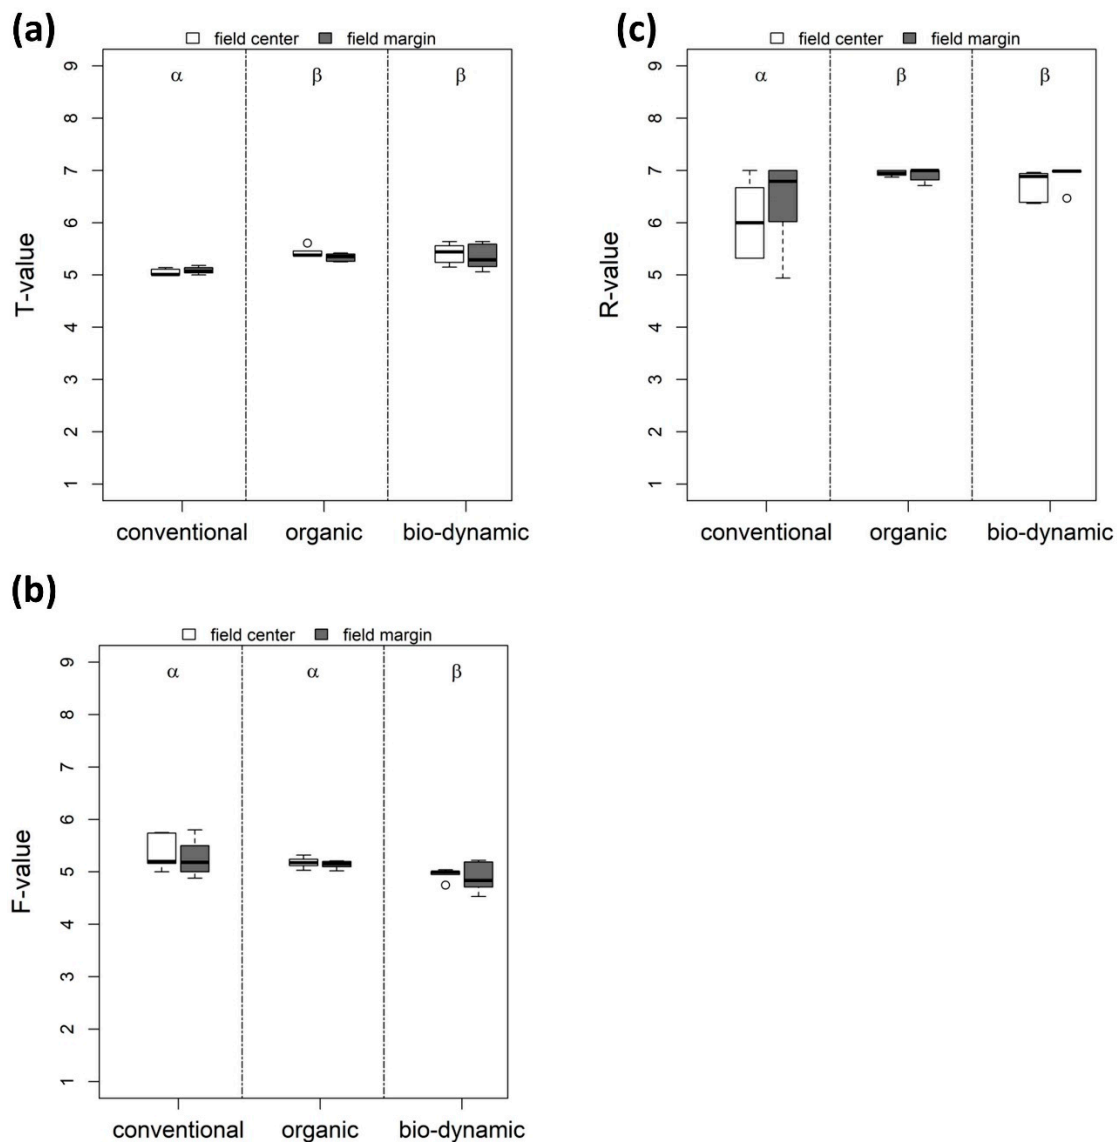 (a)
field center field margin
α β β
9
8
7
6
5
4
3
2
1
T-value
conventional organic bio-dynamic
(c)
field center field margin
α β β
9
8
7
6
5
4
3
2
1
R-value
conventional organic bio-dynamic
(b)
field center field margin
α α β
9
8
7
6
5
4
3
2
1
F-value
conventional organic bio-dynamic